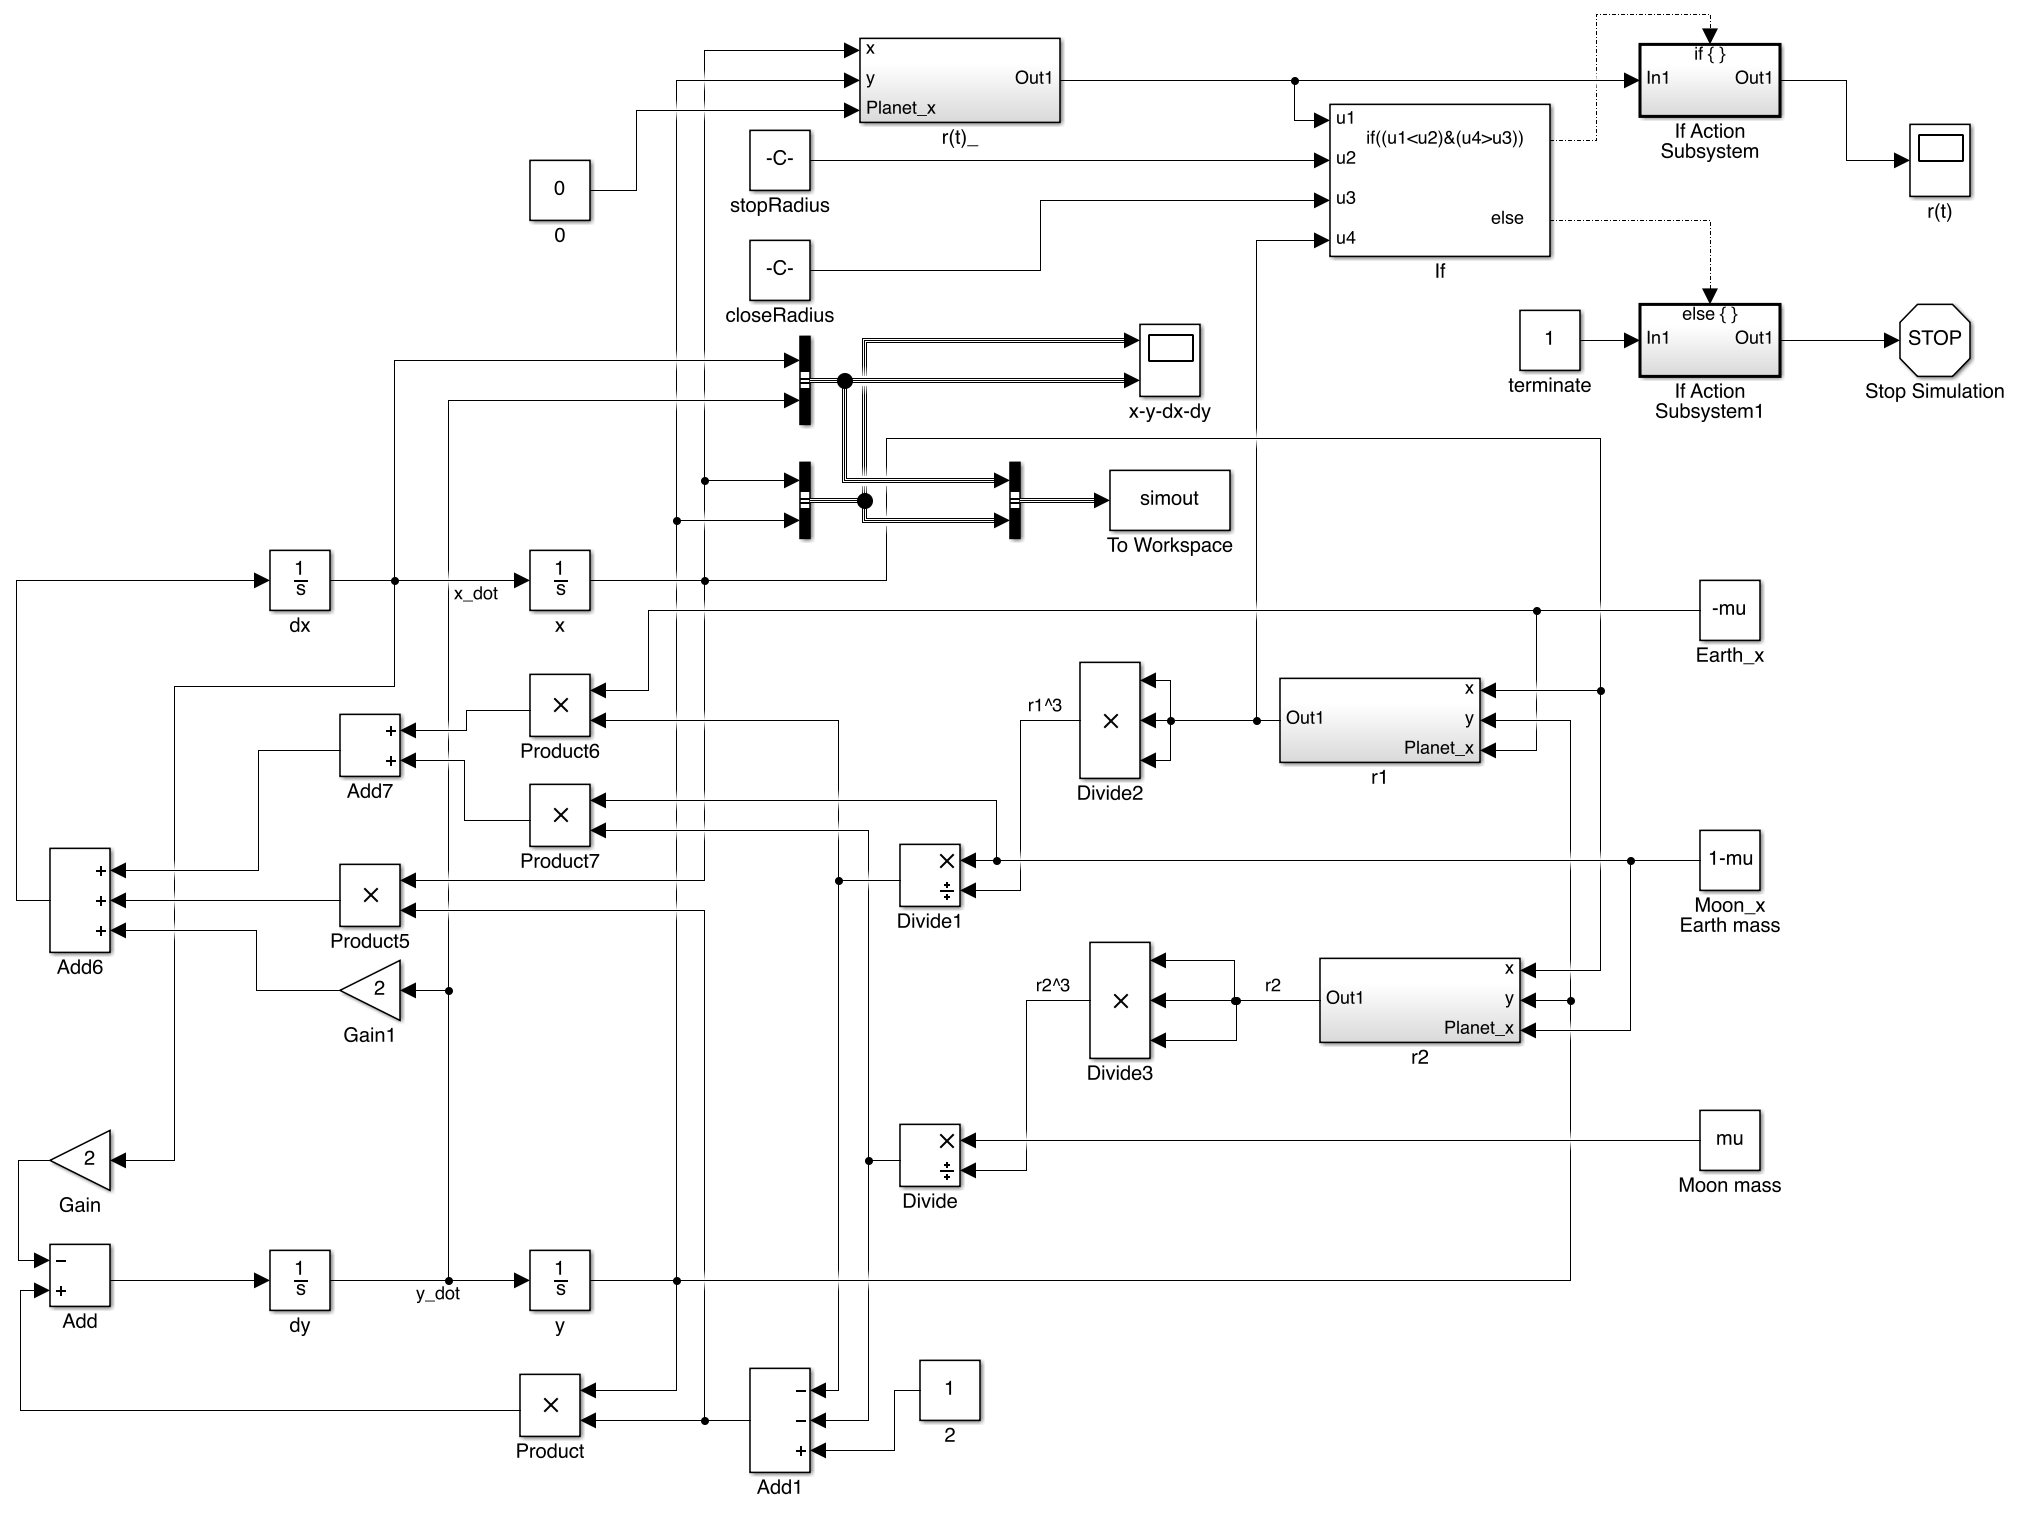 if { }
In1 Out1
If Action
Subsystem
x
y
Planet_x
Out1
r(t)_
u1
u2
u3
u4
if((u1<u2)&(u4>u3))
else
If
r(t)
0
0
-C-
stopRadius
-C-
closeRadius
else { }
In1 Out1
If Action
Subsystem1
1
terminate
STOP
Stop Simulation
x-y-dx-dy
simout
To Workspace
1
s
dx
x_dot
1
s
x
-mu
Earth_x
×
Product6
+
+
Add7
×
Product7
r1^3
×
Divide2
Out1
x
y
Planet_x
r1
+
+
+
Add6
×
Product5
×
÷
Divide1
1-mu
Moon_x
Earth mass
2
Gain1
r2^3
×
Divide3
r2
Out1
x
y
Planet_x
r2
2
Gain
×
÷
Divide
mu
Moon mass
−
+
Add
1
s
dy
y_dot
1
s
y
×
Product
−
−
+
Add1
1
2